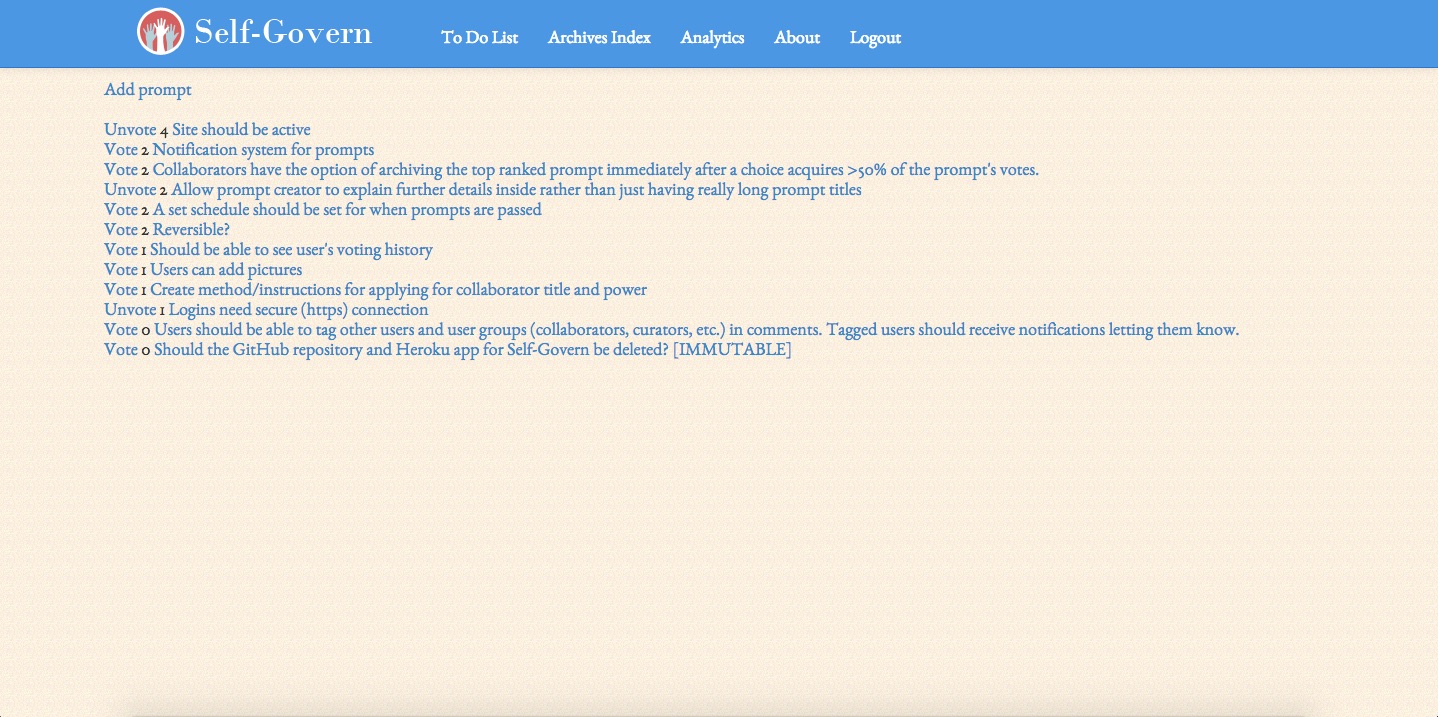 Self-Govern To Do List Archives Index Analytics About Logout
Add prompt
Unvote 4 Site should be active
Vote 2 Notification system for prompts
Vote 2 Collaborators have the option of archiving the top ranked prompt immediately after a choice acquires >50% of the prompt's votes.
Unvote 2 Allow prompt creator to explain further details inside rather than just having really long prompt titles
Vote 2 A set schedule should be set for when prompts are passed
Vote 2 Reversible?
Vote 1 Should be able to see user's voting history
Vote 1 Users can add pictures
Vote 1 Create method/instructions for applying for collaborator title and power
Unvote 1 Logins need secure (https) connection
Vote 0 Users should be able to tag other users and user groups (collaborators, curators, etc.) in comments. Tagged users should receive notifications letting them know.
Vote 0 Should the GitHub repository and Heroku app for Self-Govern be deleted? [IMMUTABLE]